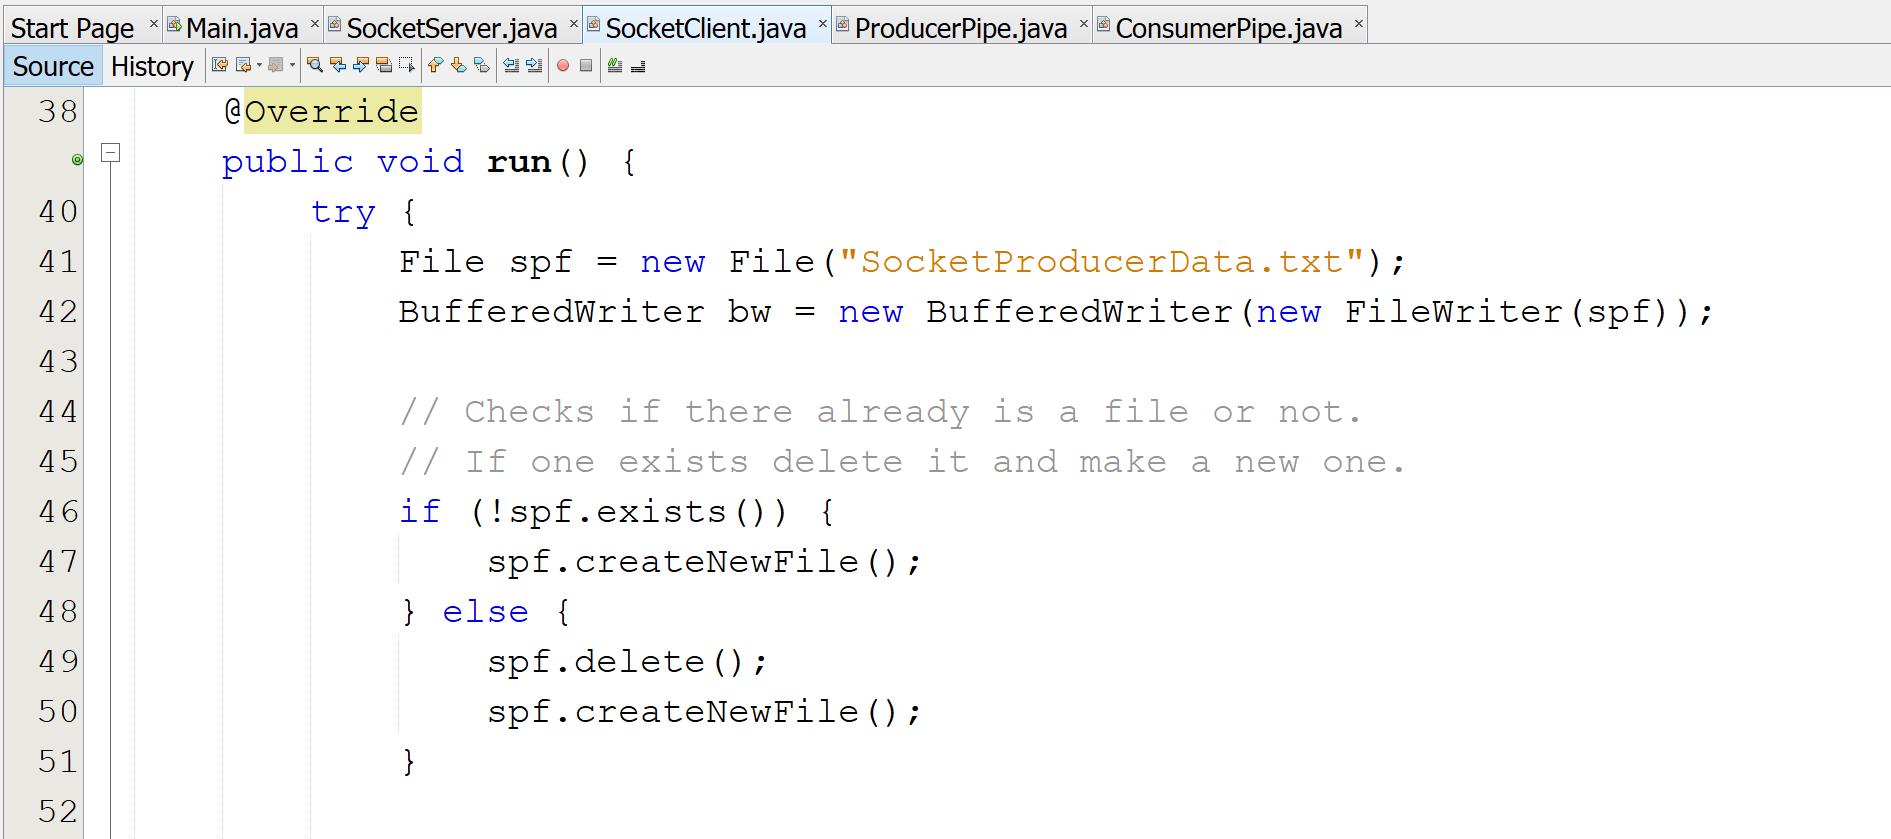 Start Page Main.java SocketServer.java SocketClient.java ProducerPipe.java ConsumerPipe.java
Source History
38 @Override
public void run() {
40 try {
41 File spf = new File("SocketProducerData.txt");
42 BufferedWriter bw = new BufferedWriter(new FileWriter(spf));
43
44 // Checks if there already is a file or not.
45 // If one exists delete it and make a new one.
46 if (!spf.exists()) {
47 spf.createNewFile();
48 } else {
49 spf.delete();
50 spf.createNewFile();
51 }
52